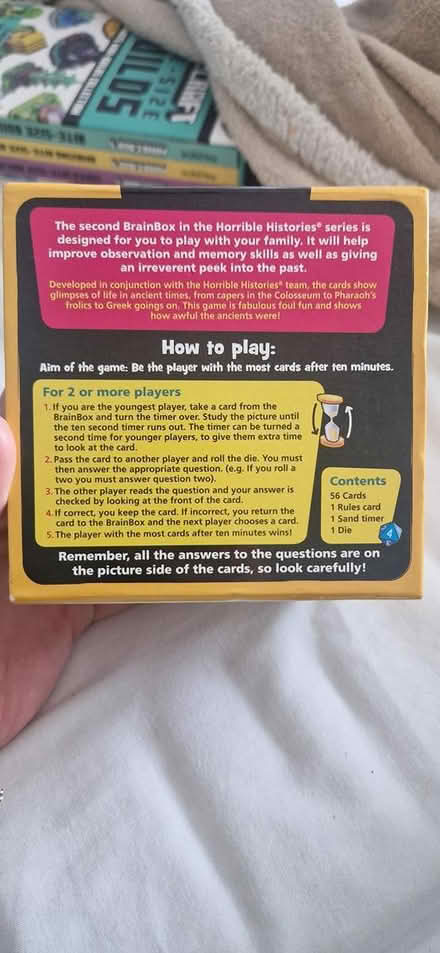 BUILDS
The second BrainBox in the Horrible Histories® series is
designed for you to play with your family. It will help
improve observation and memory skills as well as giving
an irreverent peek into the past.
Developed in conjunction with the Horrible Histories® team, the cards show
glimpses of life in ancient times, from capers in the Colosseum to Pharaoh's
frolics to Greek goings on. This game is fabulous foul fun and shows
how awful the ancients were!
How to play:
Aim of the game: Be the player with the most cards after ten minutes.
For 2 or more players
1. If you are the youngest player, take a card from the
BrainBox and turn the timer over. Study the picture until
the ten second timer runs out. The timer can be turned a
second time for younger players, to give them extra time
to look at the card.
2. Pass the card to another player and roll the die. You must
then answer the appropriate question. (e.g. If you roll a
two you must answer question two).
3. The other player reads the question and your answer is
checked by looking at the front of the card.
4. If correct, you keep the card. If incorrect, you return the
card to the BrainBox and the next player chooses a card.
5. The player with the most cards after ten minutes wins!
Contents
56 Cards
1 Rules card
1 Sand timer
1 Die
4
Remember, all the answers to the questions are on
the picture side of the cards, so look carefully!